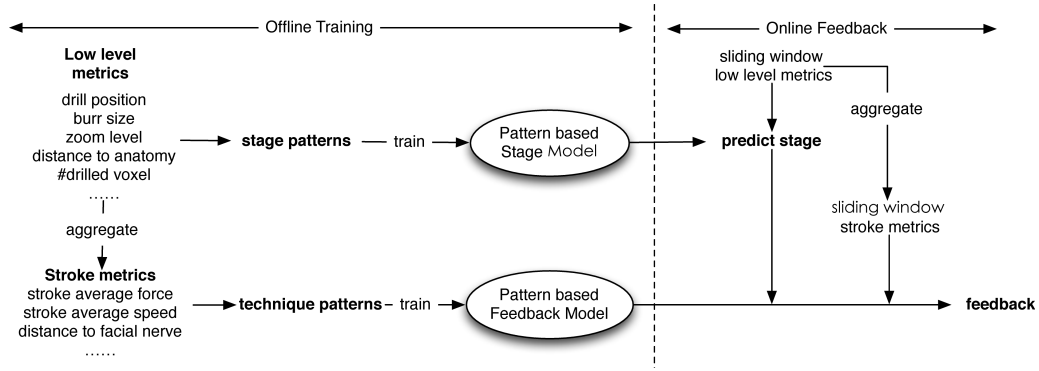 Offline Training
Online Feedback
Low level
metrics
drill position
burr size
zoom level
distance to anatomy
#drilled voxel
......
aggregate
Stroke metrics
stroke average force
stroke average speed
distance to facial nerve
......
stage patterns
train
Pattern based
Stage Model
technique patterns
train
Pattern based
Feedback Model
sliding window
low level metrics
predict stage
aggregate
sliding window
stroke metrics
feedback